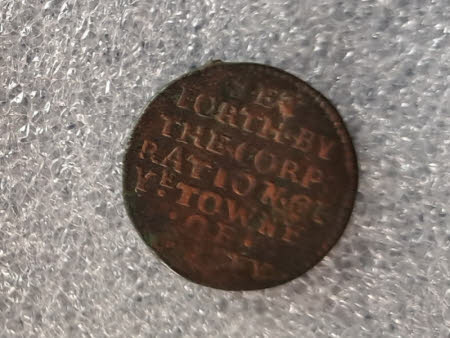 FORTH·BY
THE·CORP
RATION·OF
YE·TOWNE
·OF·